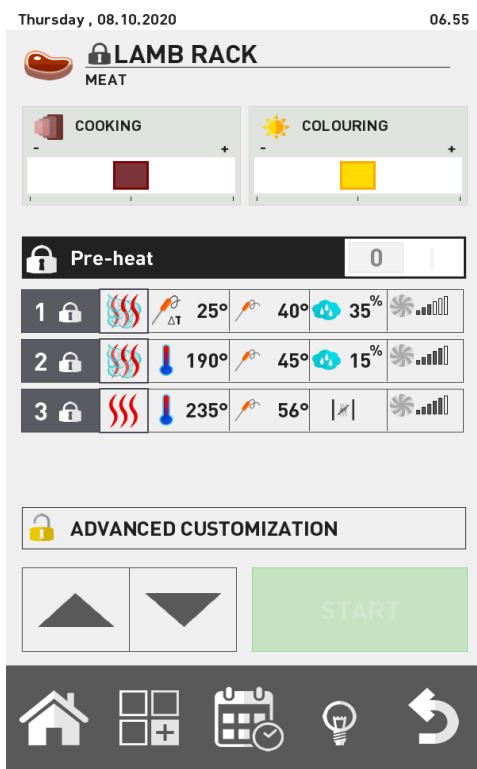 Thursday , 08.10.2020 06.55
LAMB RACK
MEAT
COOKING
- +
COLOURING
- +
Pre-heat 0
1 ΔT 25° 40° 35%
2 190° 45° 15%
3 235° 56°
ADVANCED CUSTOMIZATION
START